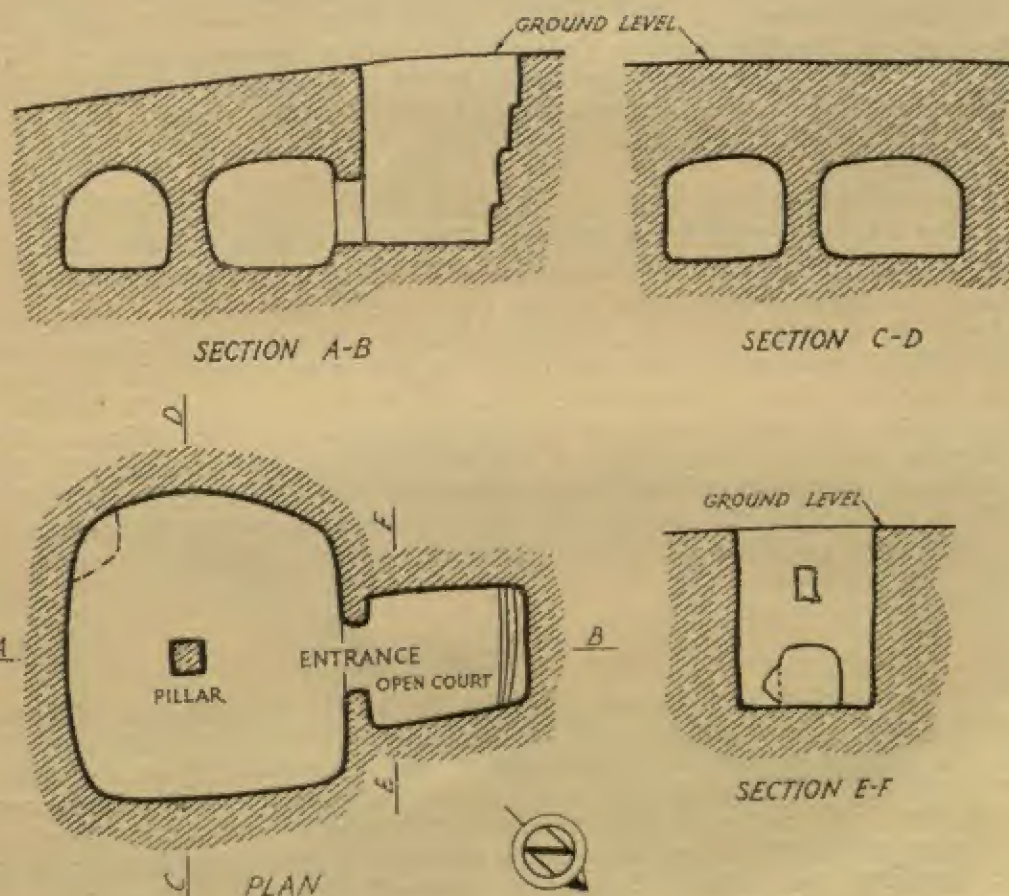 GROUND LEVEL
SECTION A-B
SECTION C-D
D
F
GROUND LEVEL
A
B
ENTRANCE
OPEN COURT
PILLAR
E
SECTION E-F
C
PLAN
N